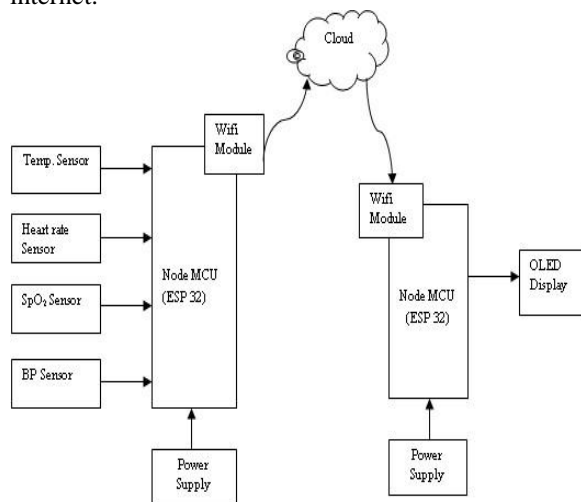 internet.
Cloud
Wifi
Module
Temp. Sensor
Heart rate
Sensor
SpO₂ Sensor
BP Sensor
Node MCU
(ESP 32)
Power
Supply
Wifi
Module
Node MCU
(ESP 32)
OLED
Display
Power
Supply